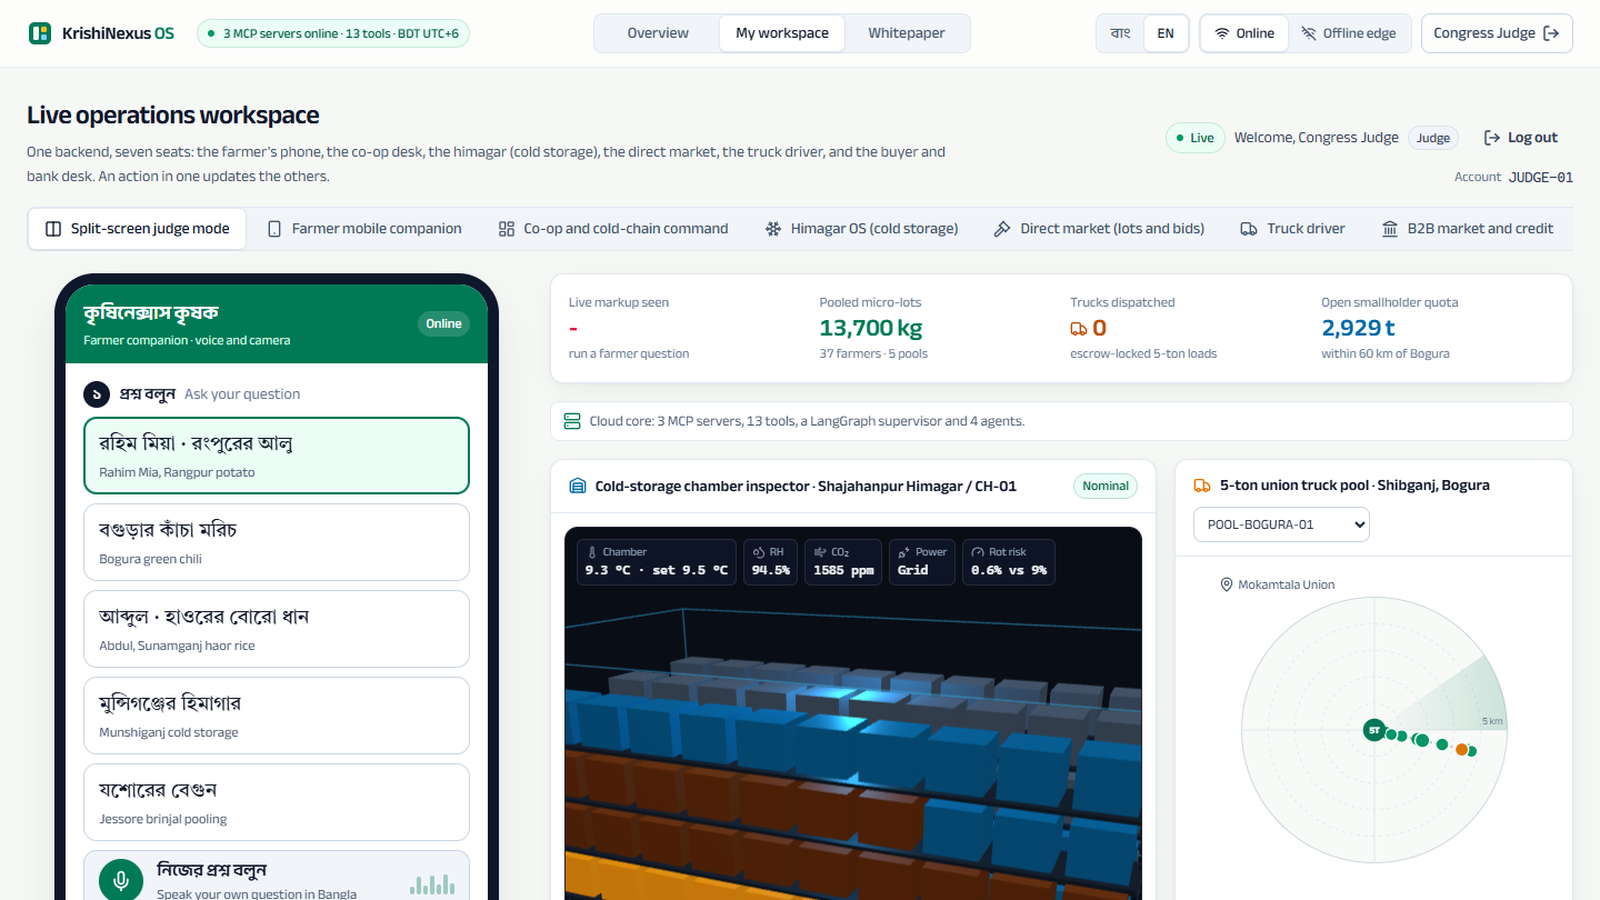 KrishiNexus OS
3 MCP servers online · 13 tools · BDT UTC+6
Overview
My workspace
Whitepaper
বাং
EN
Online
Offline edge
Congress Judge
Live operations workspace
One backend, seven seats: the farmer's phone, the co-op desk, the himagar (cold storage), the direct market, the truck driver, and the buyer and
bank desk. An action in one updates the others.
Live
Welcome, Congress Judge
Judge
Log out
Account JUDGE-01
Split-screen judge mode
Farmer mobile companion
Co-op and cold-chain command
Himagar OS (cold storage)
Direct market (lots and bids)
Truck driver
B2B market and credit
কৃষিনেক্সাস কৃষক
Farmer companion · voice and camera
Online
১ প্রশ্ন বলুন Ask your question
রহিম মিয়া · রংপুরের আলু
Rahim Mia, Rangpur potato
বগুড়ার কাঁচা মরিচ
Bogura green chili
আব্দুল · হাওরের বোরো ধান
Abdul, Sunamganj haor rice
মুন্সিগঞ্জের হিমাগার
Munshiganj cold storage
যশোরের বেগুন
Jessore brinjal pooling
নিজের প্রশ্ন বলুন
Speak your own question in Bangla
Live markup seen
-
run a farmer question
Pooled micro-lots
13,700 kg
37 farmers · 5 pools
Trucks dispatched
0
escrow-locked 5-ton loads
Open smallholder quota
2,929 t
within 60 km of Bogura
Cloud core: 3 MCP servers, 13 tools, a LangGraph supervisor and 4 agents.
Cold-storage chamber inspector · Shajahanpur Himagar / CH-01
Nominal
Chamber
9.3 °C · set 9.5 °C
RH
94.5%
CO₂
1585 ppm
Power
Grid
Rot risk
0.6% vs 9%
5-ton union truck pool · Shibganj, Bogura
POOL-BOGURA-01
Mokamtala Union
5 km
5T